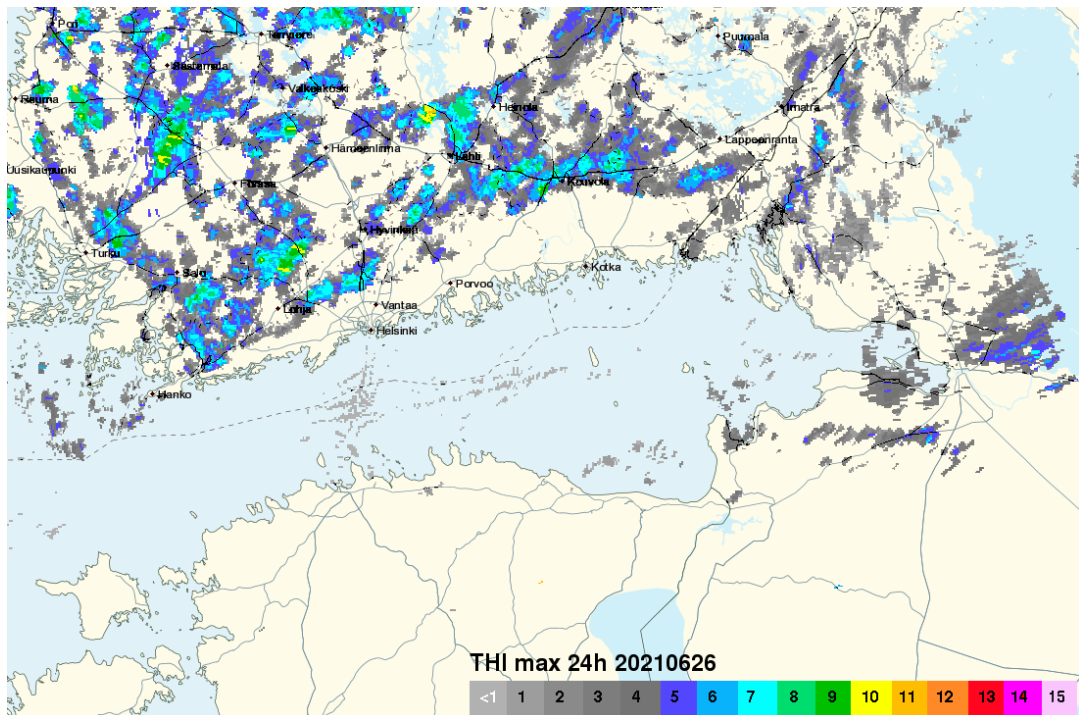 Pori
Tampere
Puumala
Sastamala
Valkeakoski
Rauma
Heinola
Imatra
Lappeenranta
Hämeenlinna
Lahti
Uusikaupunki
Forssa
Kouvola
Hyvinkää
Turku
Kotka
Salo
Porvoo
Lohja
Vantaa
Helsinki
Hanko
THI max 24h 20210626
<1 1 2 3 4 5 6 7 8 9 10 11 12 13 14 15